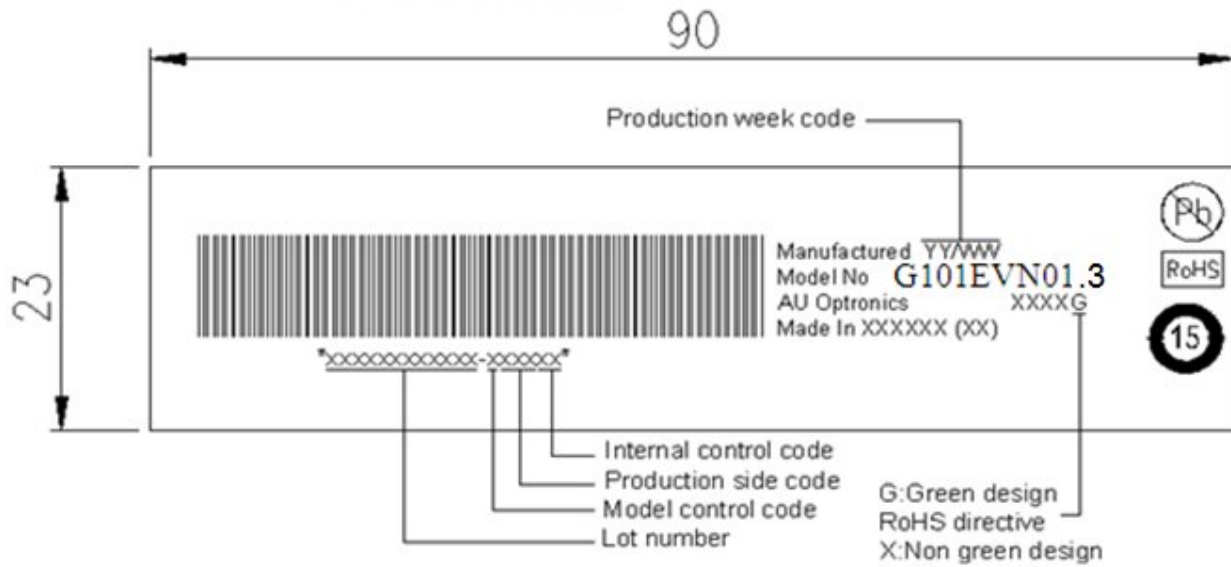 90
Production week code
23
Manufactured YY/WW
Model No G101EVN01.3
AU Optronics XXXXG
Made In XXXXXX (XX)
Pb
RoHS
15
*XXXXXXXXXXXX-XXXXXX*
Internal control code
Production side code
Model control code
Lot number
G:Green design
RoHS directive
X:Non green design